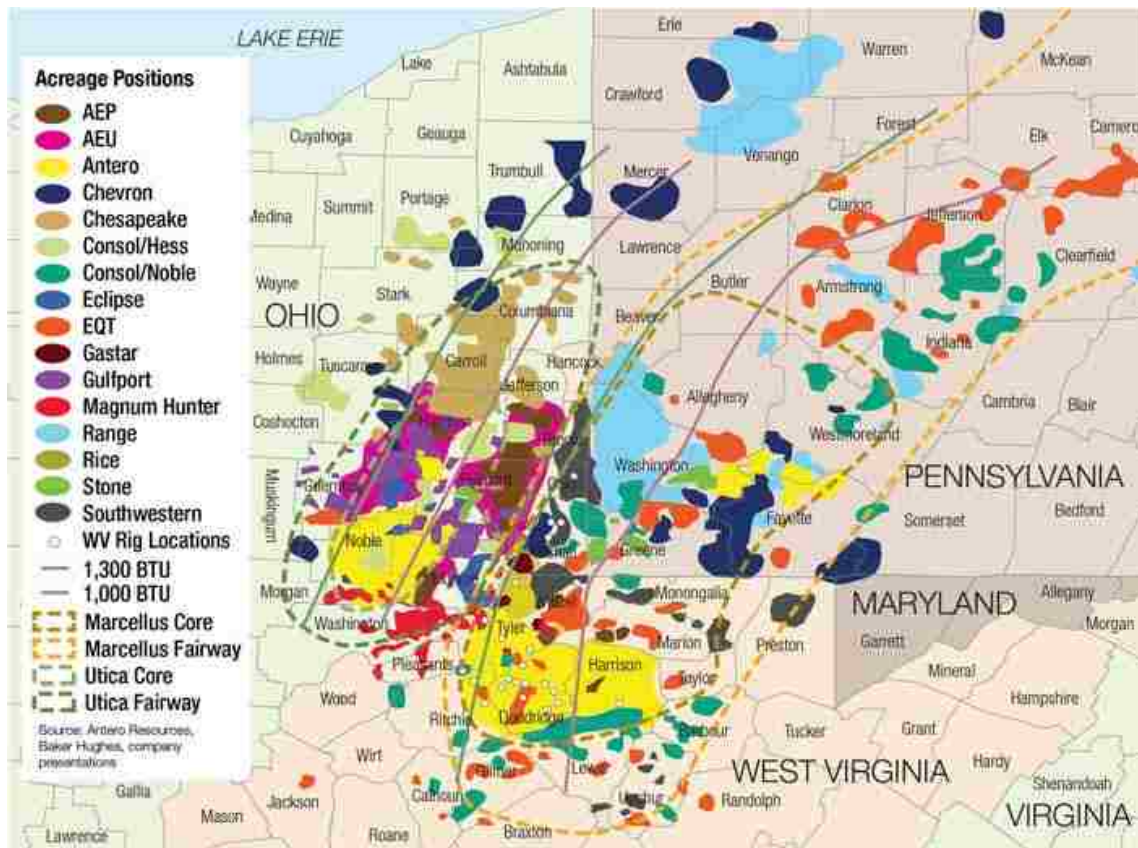 LAKE ERIE
Erie
Warren
McKean
Lake
Ashtabula
Crawford
Acreage Positions
AEP
AEU
Antero
Chevron
Chesapeake
Consol/Hess
Consol/Noble
Eclipse
EQT
Gastar
Gulfport
Magnum Hunter
Range
Rice
Stone
Southwestern
WV Rig Locations
1,300 BTU
1,000 BTU
Marcellus Core
Marcellus Fairway
Utica Core
Utica Fairway
Source: Antero Resources,
Baker Hughes, company
presentations
Cuyahoga
Geauga
Forest
Elk
Venango
Trumbull
Mercer
Portage
Summit
Clarion
Jefferson
Mahoning
Lawrence
Clearfield
Wayne
Stark
Butler
Armstrong
OHIO
Columbiana
Beaver
Indiana
Holmes
Carroll
Hancock
Jefferson
Allegheny
Cambria
Blair
Coshocton
Westmoreland
Washington
PENNSYLVANIA
Muskingum
Fayette
Somerset
Bedford
Noble
Greene
Morgan
Washington
Monongalia
MARYLAND
Allegany
Morgan
Tyler
Marion
Preston
Garrett
Pleasants
Harrison
Taylor
Mineral
Wood
Hampshire
Ritchie
Doddridge
Barbour
Tucker
Grant
Wirt
WEST VIRGINIA
Hardy
Gilmer
Lewis
Shenandoah
Gallia
Jackson
Calhoun
Upshur
Randolph
VIRGINIA
Mason
Lawrence
Roane
Braxton